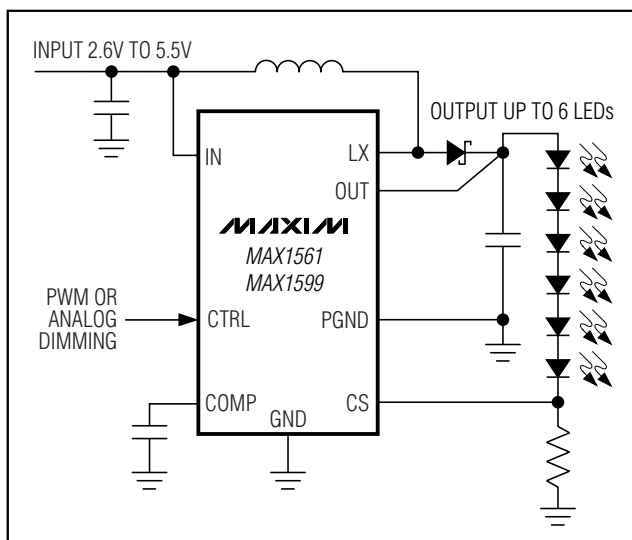 INPUT 2.6V TO 5.5V
OUTPUT UP TO 6 LEDs
IN
LX
OUT
MAXIM
MAX1561
MAX1599
PWM OR
ANALOG
DIMMING
CTRL
PGND
COMP
CS
GND